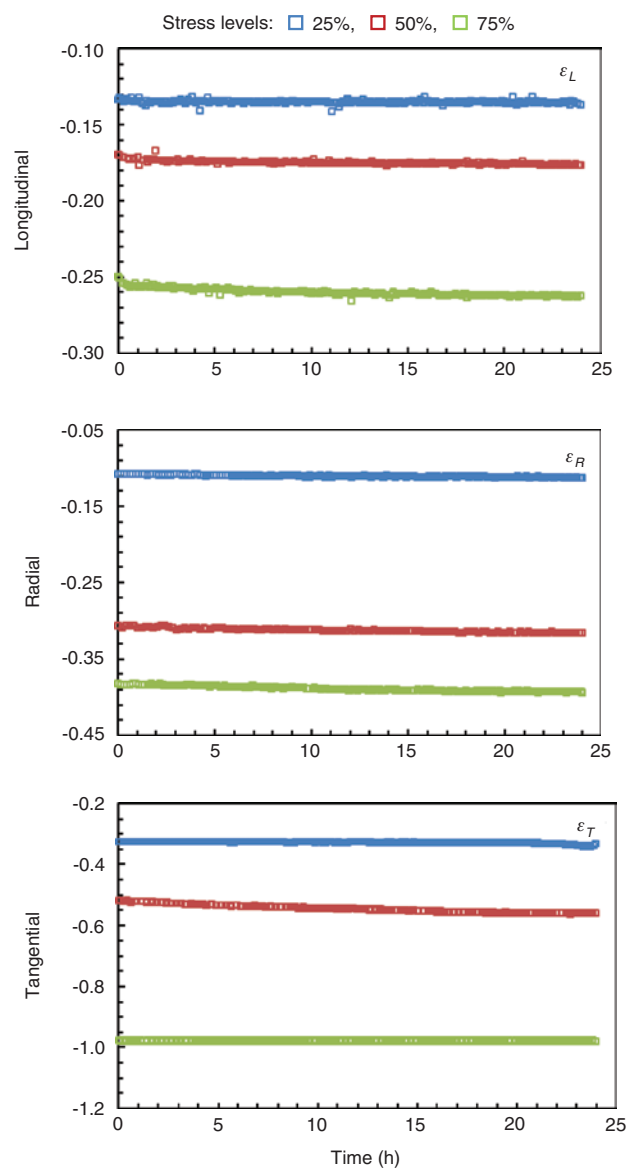 Stress levels: 25%, 50%, 75%
-0.10
-0.15
-0.20
-0.25
-0.30
Longitudinal
εL
0 5 10 15 20 25
-0.05
-0.15
-0.25
-0.35
-0.45
Radial
εR
0 5 10 15 20 25
-0.2
-0.4
-0.6
-0.8
-1.0
-1.2
Tangential
εT
0 5 10 15 20 25
Time (h)